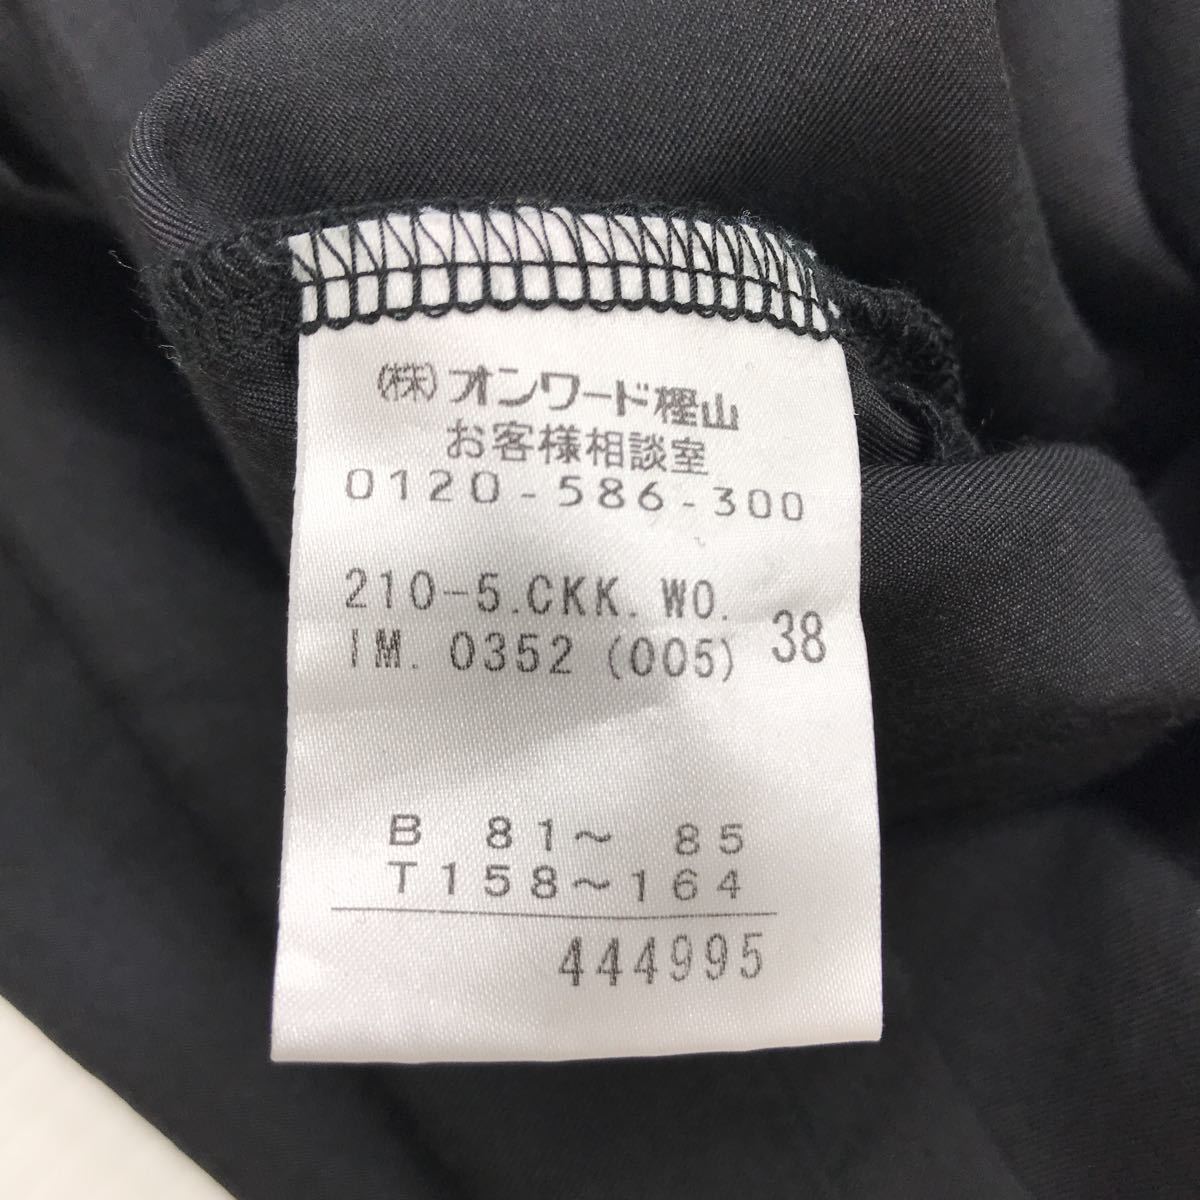 (株)オンワード樫山
お客様相談室
0120-586-300
210-5.CKK. WO.
IM. 0352 (005) 38
B 81～ 85
T158～164
444995